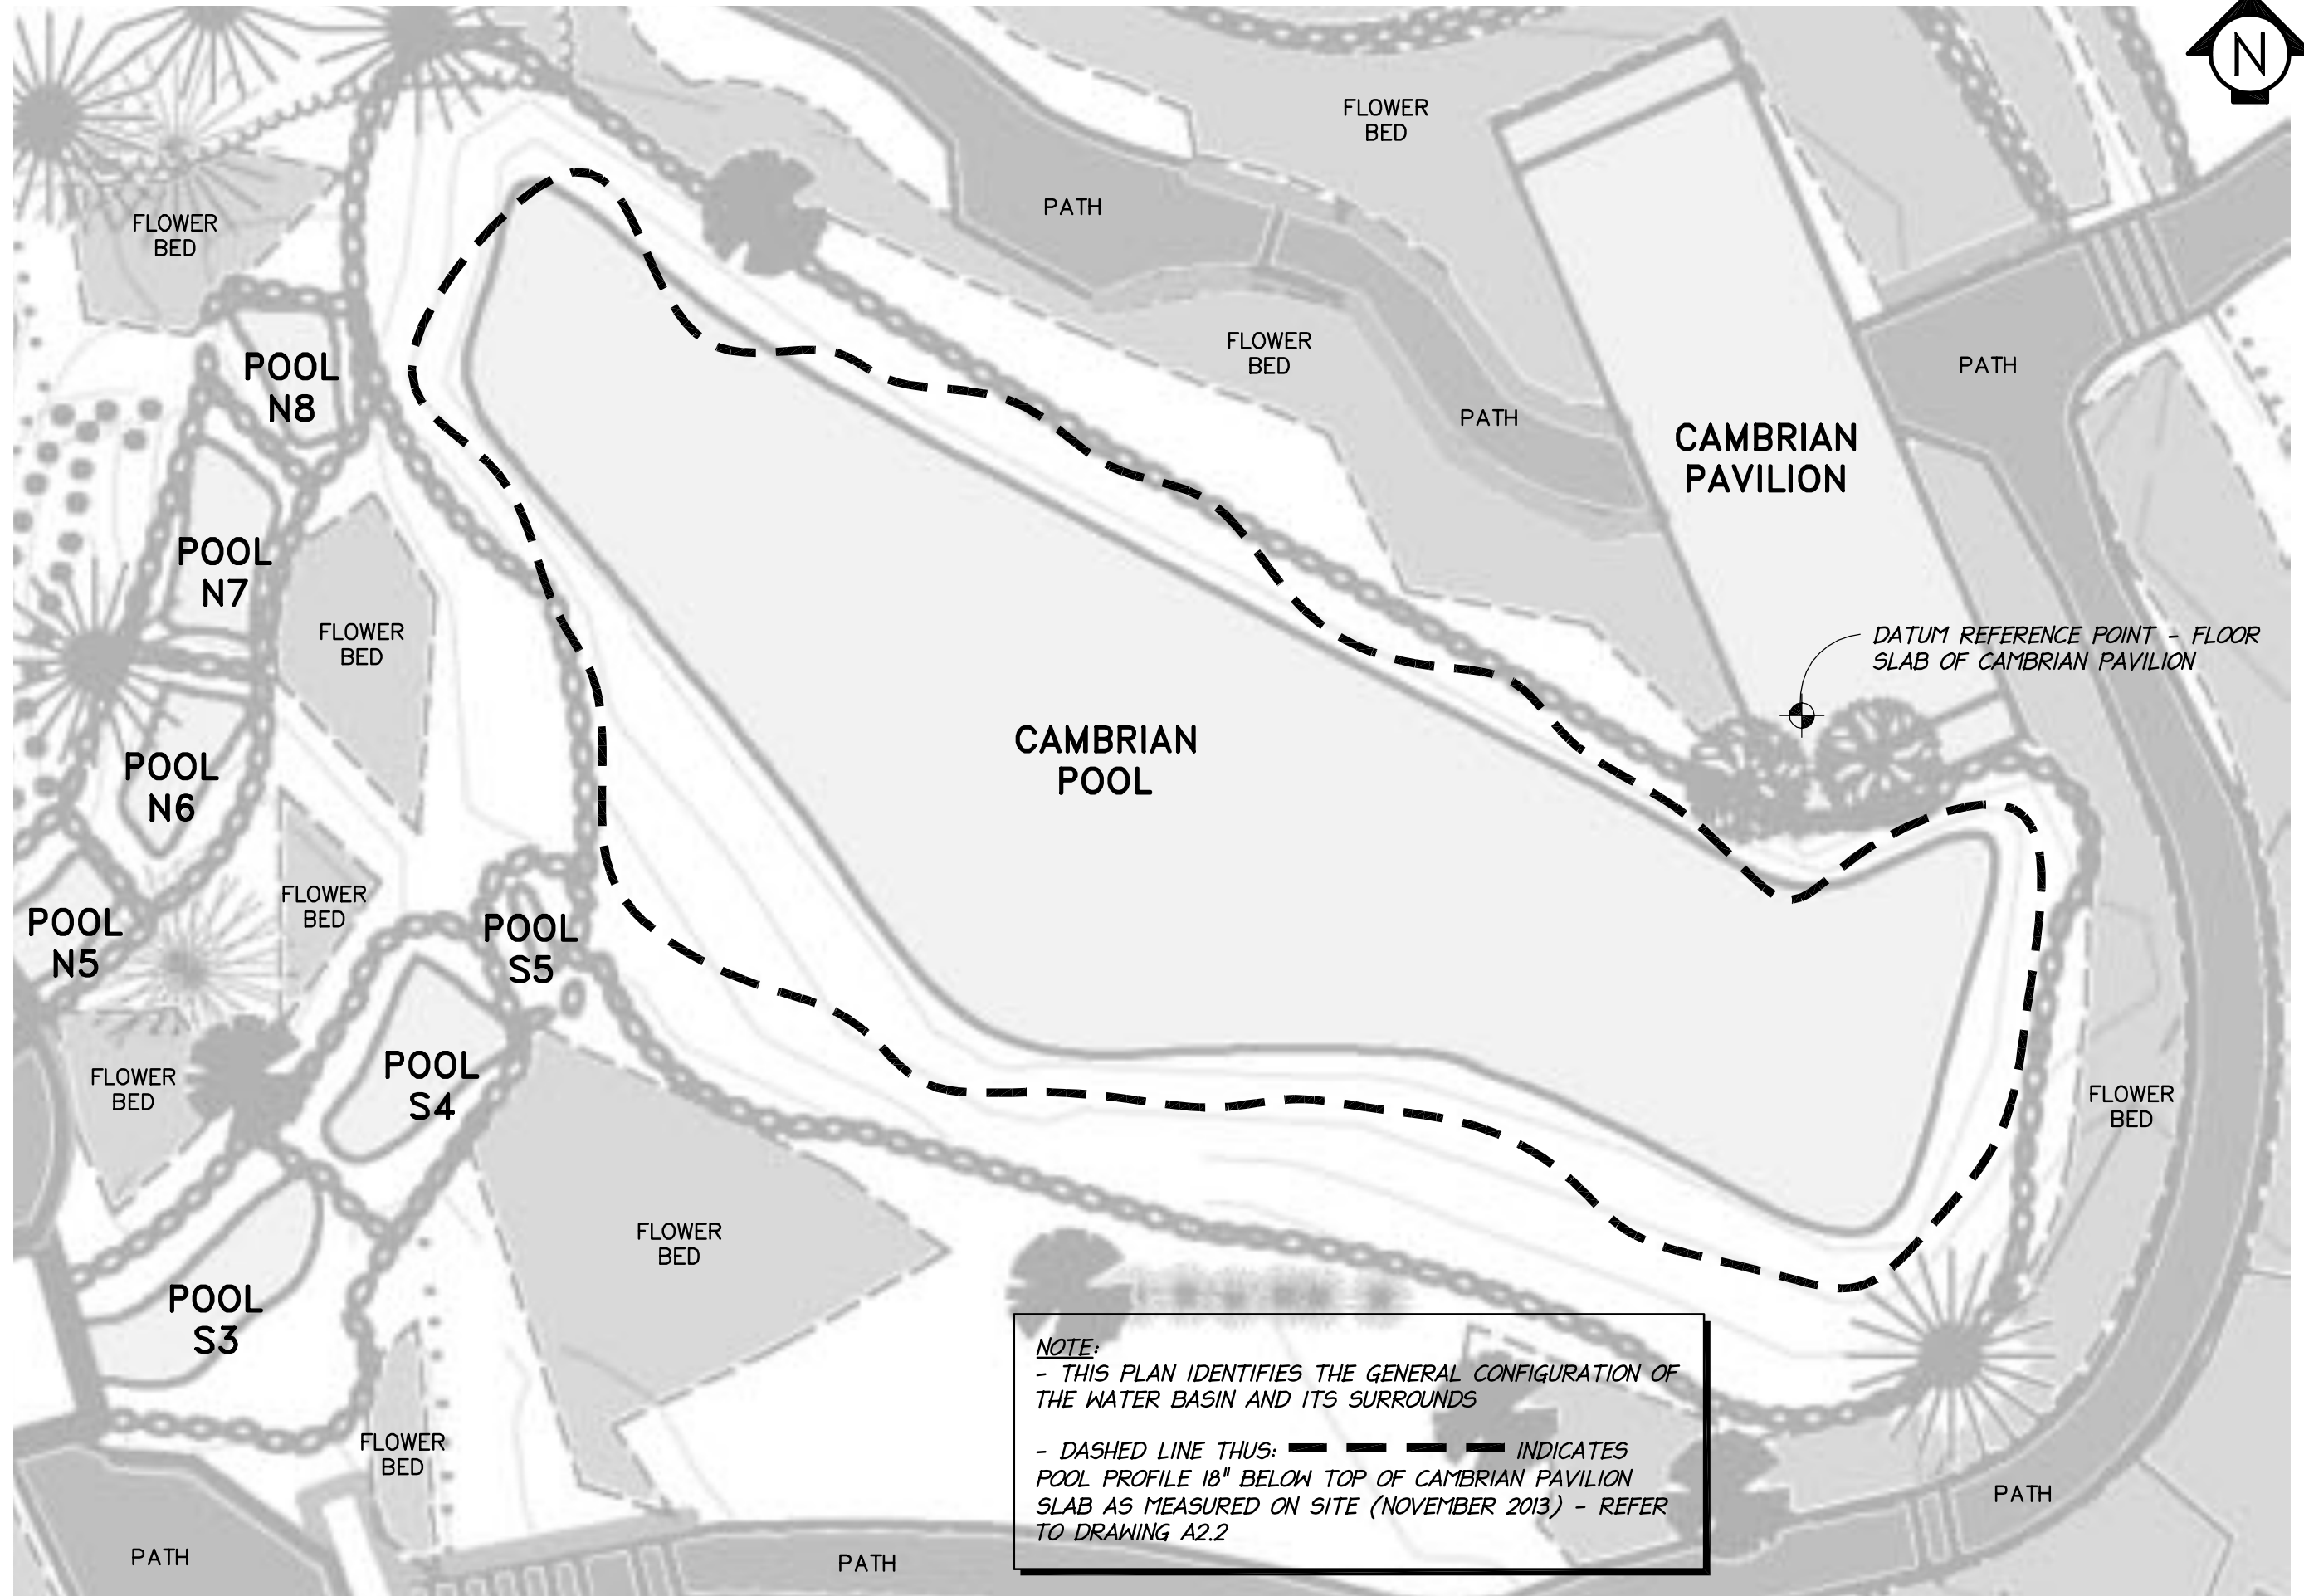 N
FLOWER
BED
FLOWER
BED
PATH
FLOWER
BED
PATH
PATH
POOL
N8
CAMBRIAN
PAVILION
POOL
N7
FLOWER
BED
DATUM REFERENCE POINT - FLOOR
SLAB OF CAMBRIAN PAVILION
CAMBRIAN
POOL
POOL
N6
FLOWER
BED
POOL
N5
POOL
S5
POOL
S4
FLOWER
BED
FLOWER
BED
FLOWER
BED
POOL
S3
FLOWER
BED
NOTE:
- THIS PLAN IDENTIFIES THE GENERAL CONFIGURATION OF
THE WATER BASIN AND ITS SURROUNDS
- DASHED LINE THUS: INDICATES
POOL PROFILE 18" BELOW TOP OF CAMBRIAN PAVILION
SLAB AS MEASURED ON SITE (NOVEMBER 2013) - REFER
TO DRAWING A2.2
PATH
PATH
PATH